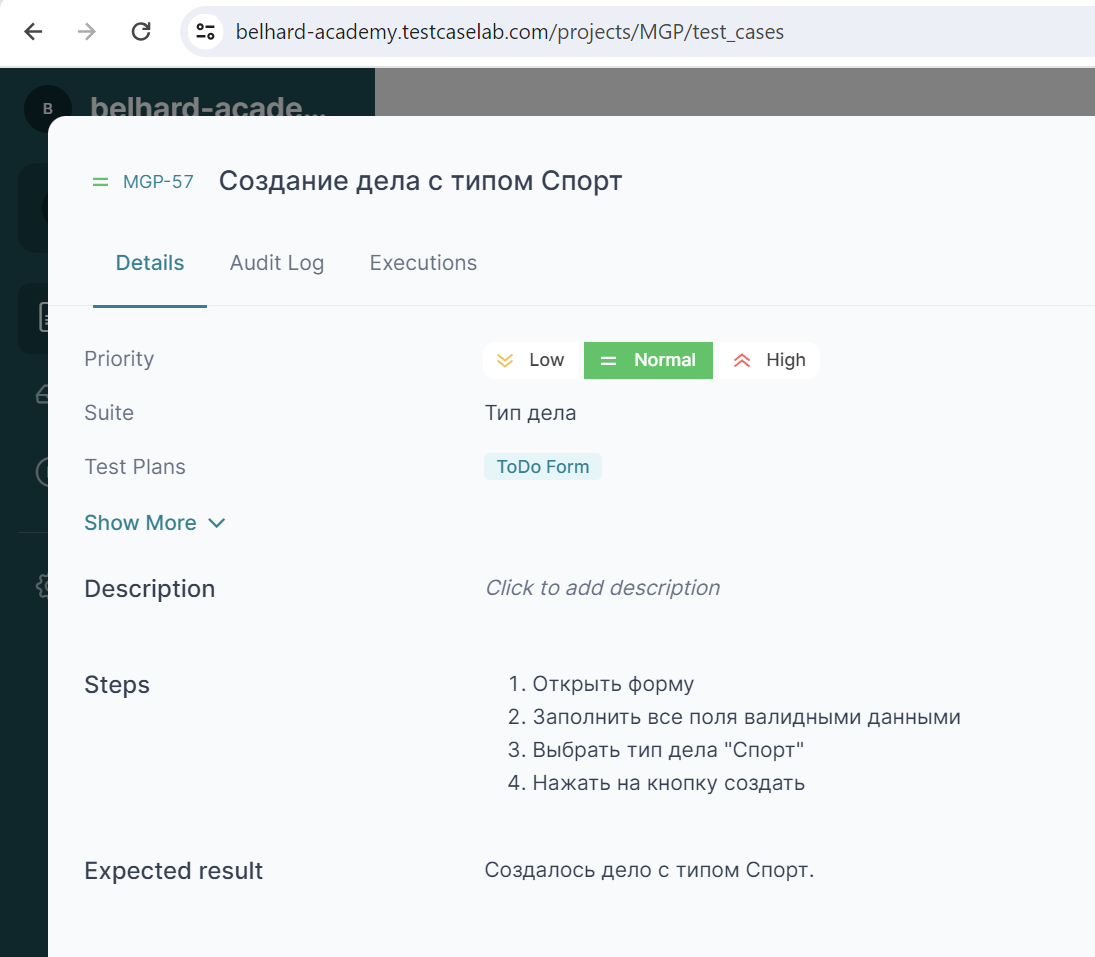 belhard-academy.testcaselab.com/projects/MGP/test_cases
B belhard-acade...
MGP-57 Создание дела с типом Спорт
Details Audit Log Executions
Priority Low Normal High
Suite Тип дела
Test Plans ToDo Form
Show More
Description Click to add description
Steps 1. Открыть форму
2. Заполнить все поля валидными данными
3. Выбрать тип дела "Спорт"
4. Нажать на кнопку создать
Expected result Создалось дело с типом Спорт.